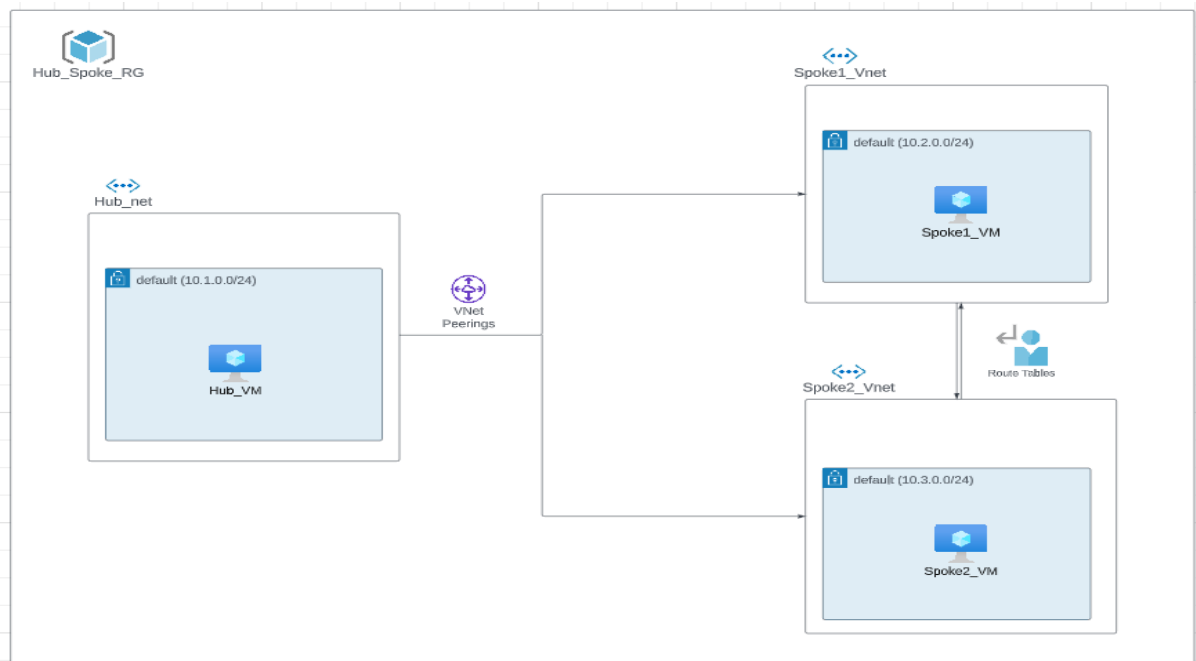 Hub_Spoke_RG
Spoke1_Vnet
default (10.2.0.0/24)
Spoke1_VM
Hub_net
default (10.1.0.0/24)
Hub_VM
VNet
Peerings
Route Tables
Spoke2_Vnet
default (10.3.0.0/24)
Spoke2_VM